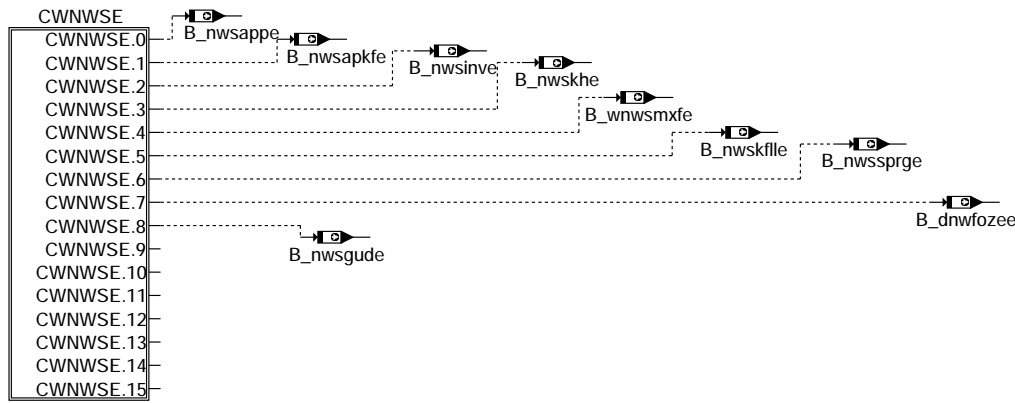 CWNWSE
B_nwsappe
CWNWSE.0
B_nwsapkfe
CWNWSE.1
B_nwsinve
B_nwskhe
CWNWSE.2
CWNWSE.3
B_wnwsmxfe
CWNWSE.4
B_nwskflle
CWNWSE.5
B_nwssprge
CWNWSE.6
CWNWSE.7
B_dnwfozee
CWNWSE.8
CWNWSE.9
B_nwsgude
CWNWSE.10
CWNWSE.11
CWNWSE.12
CWNWSE.13
CWNWSE.14
CWNWSE.15